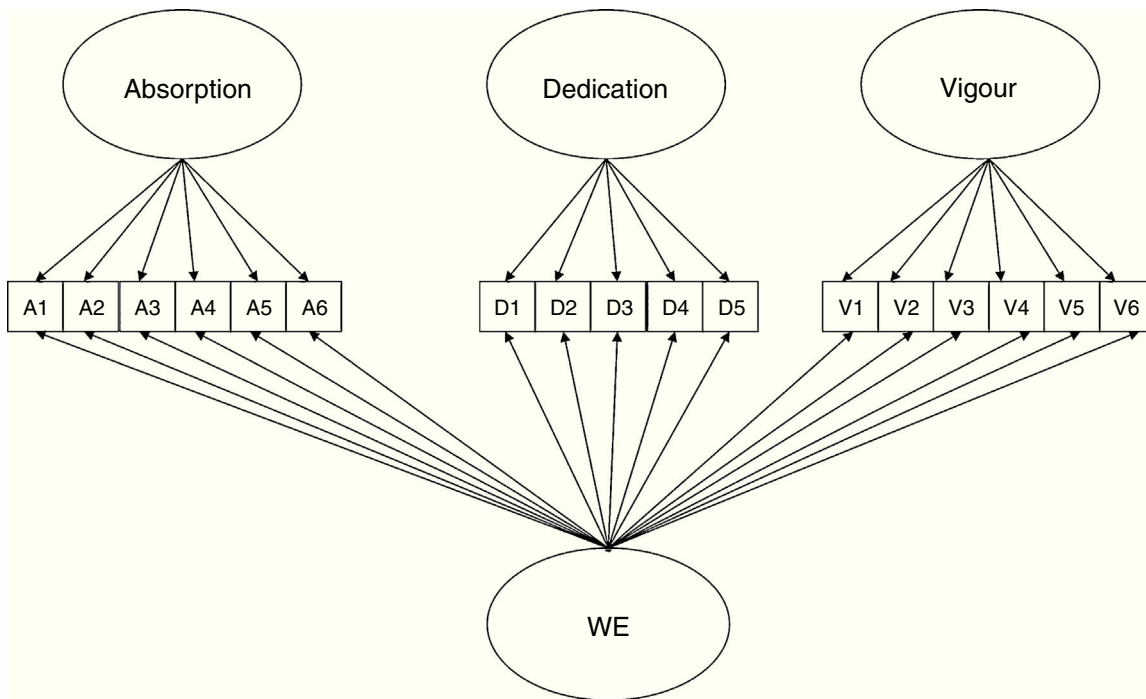 Absorption Dedication Vigour
A1 A2 A3 A4 A5 A6 D1 D2 D3 D4 D5 V1 V2 V3 V4 V5 V6
WE